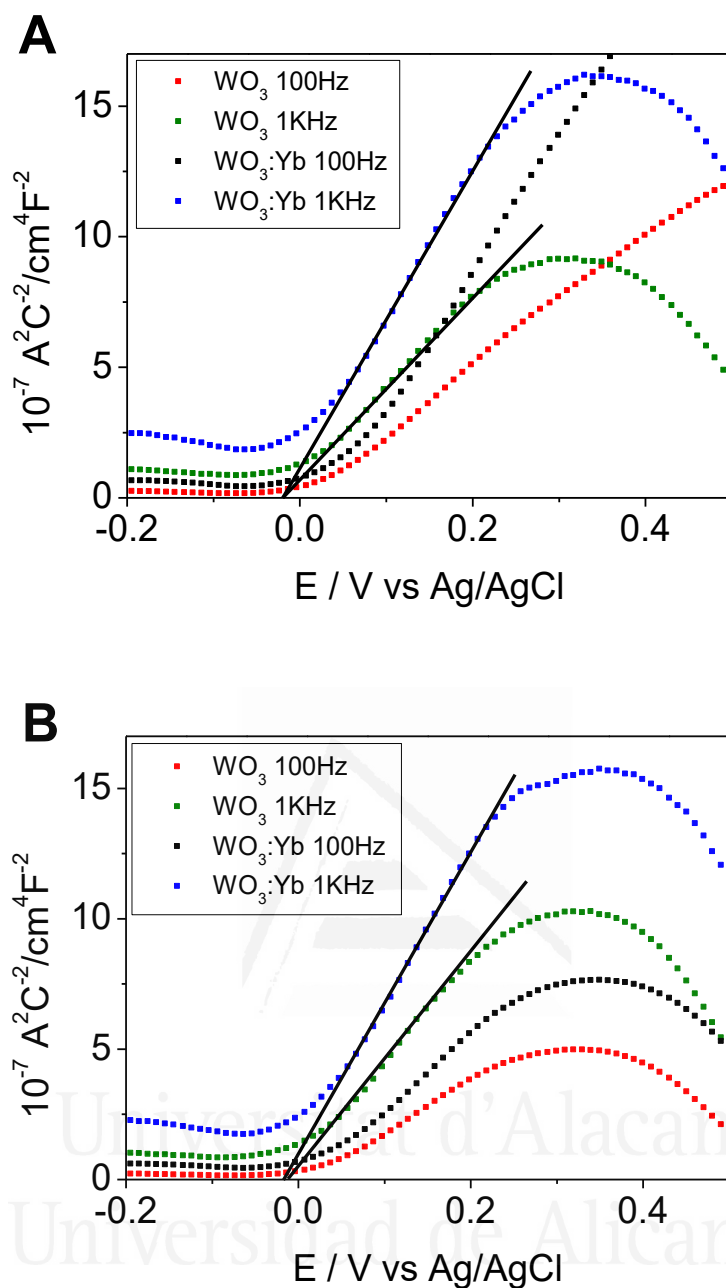 A
WO₃ 100Hz
WO₃ 1KHz
WO₃:Yb 100Hz
WO₃:Yb 1KHz
15
10
5
0
10⁻⁷ A²C⁻²/cm⁴F⁻²
-0.2 0.0 0.2 0.4
E / V vs Ag/AgCl
B
WO₃ 100Hz
WO₃ 1KHz
WO₃:Yb 100Hz
WO₃:Yb 1KHz
15
10
5
0
10⁻⁷ A²C⁻²/cm⁴F⁻²
-0.2 0.0 0.2 0.4
E / V vs Ag/AgCl
Universitat d'Alacan
Universidad de Alican